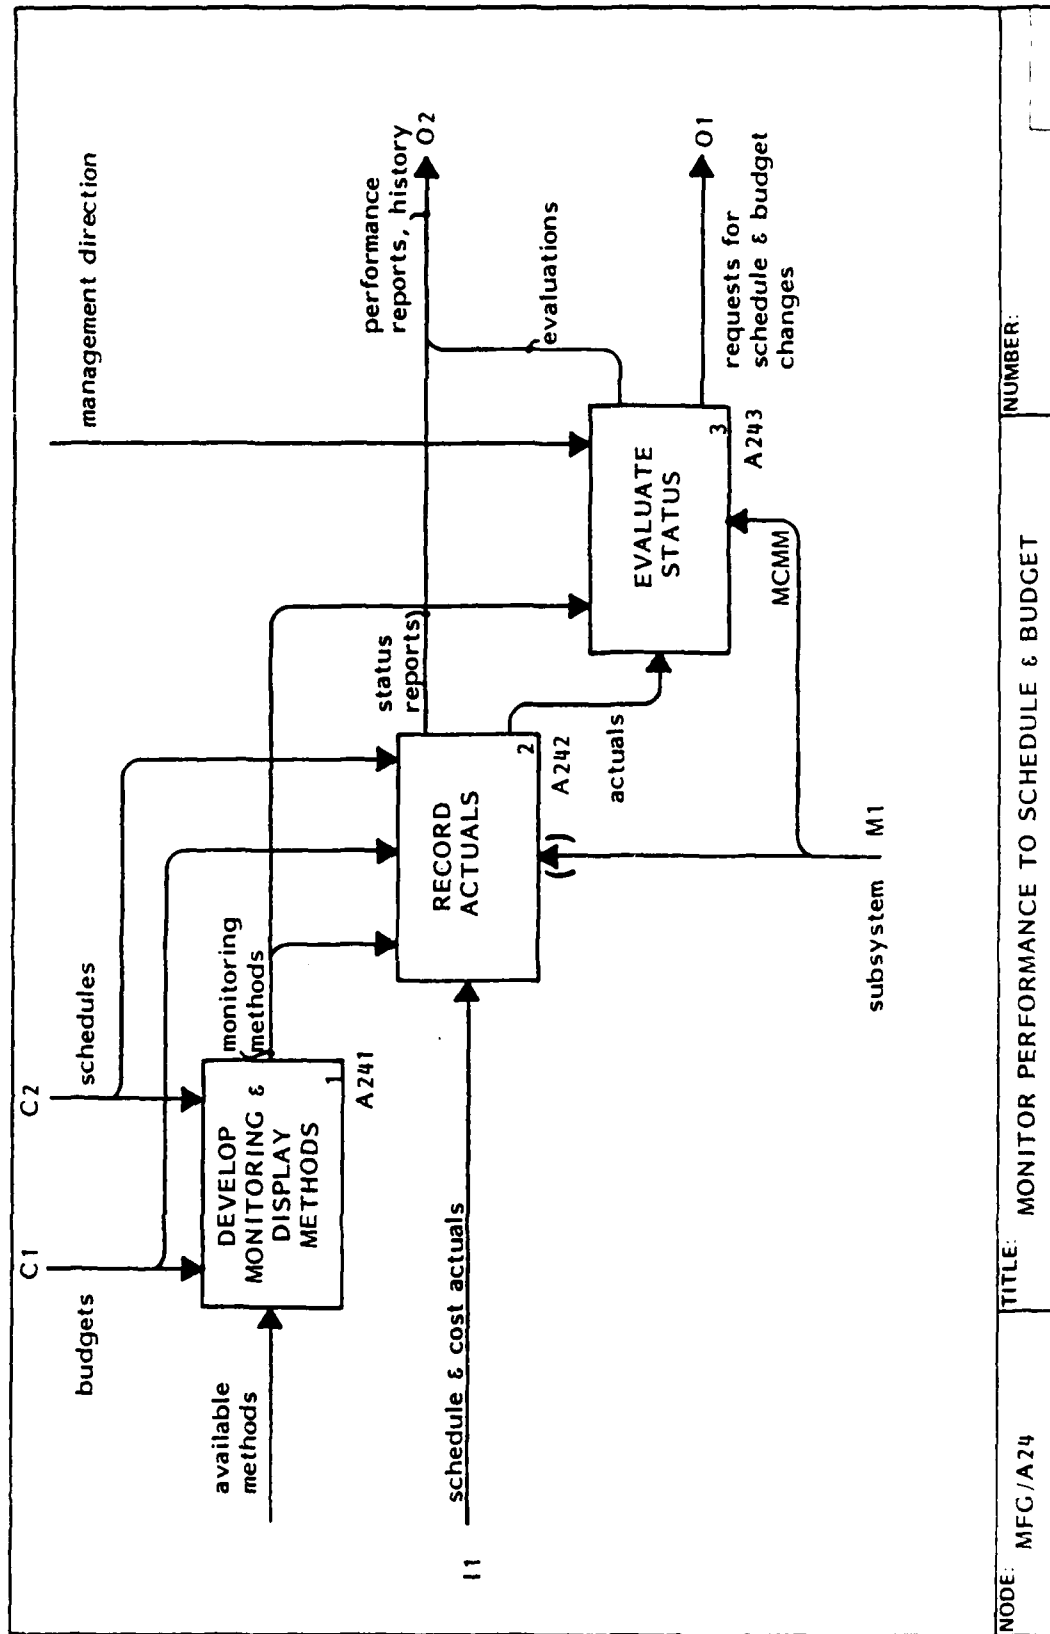 C1
C2
budgets
schedules
management direction
available
methods
DEVELOP
MONITORING &
DISPLAY
METHODS
1
A241
monitoring
methods
I1
schedule & cost actuals
RECORD
ACTUALS
2
A242
status
reports
performance
reports, history
O2
actuals
EVALUATE
STATUS
3
A243
evaluations
requests for
schedule & budget
changes
O1
MCMM
subsystem
M1
NODE:
MFG/A24
TITLE:
MONITOR PERFORMANCE TO SCHEDULE & BUDGET
NUMBER: